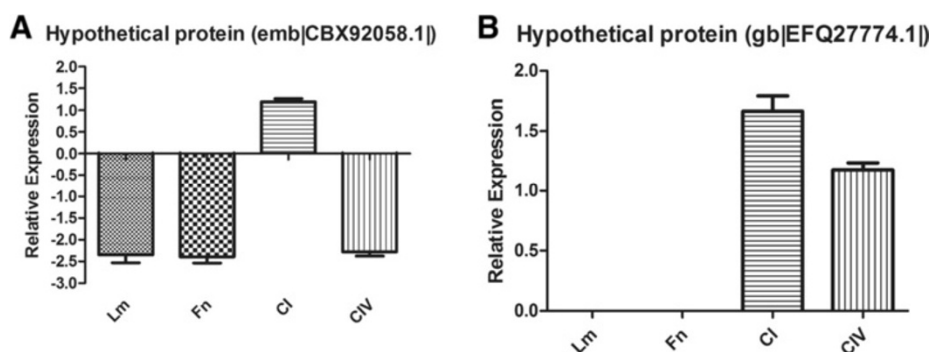 A Hypothetical protein (emb|CBX92058.1|)
Relative Expression
2.0
1.5
1.0
0.5
0.0
-0.5
-1.0
-1.5
-2.0
-2.5
-3.0
Lm Fn CI CIV
B Hypothetical protein (gb|EFQ27774.1|)
Relative Expression
2.0
1.5
1.0
0.5
0.0
Lm Fn CI CIV